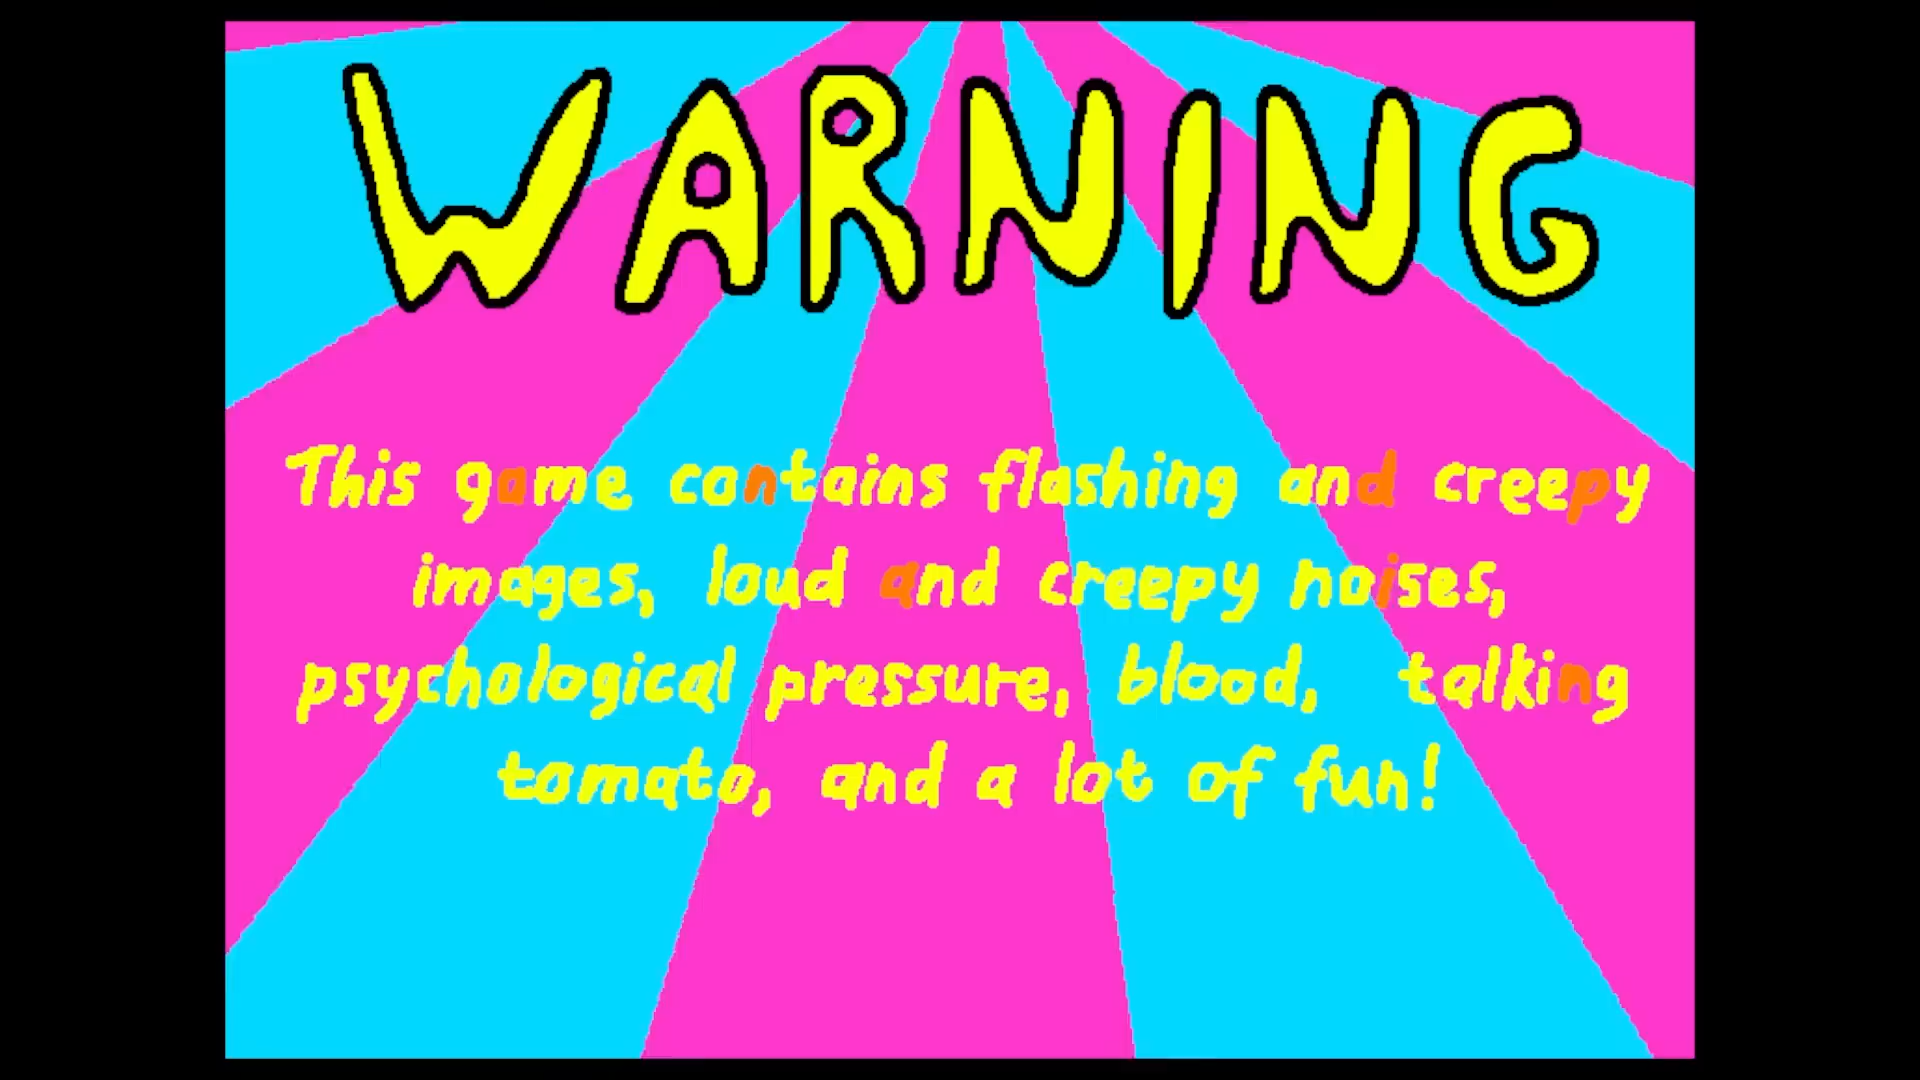 WARNING
This game contains flashing and creepy
images, loud and creepy noises,
psychological pressure, blood, talking
tomato, and a lot of fun!